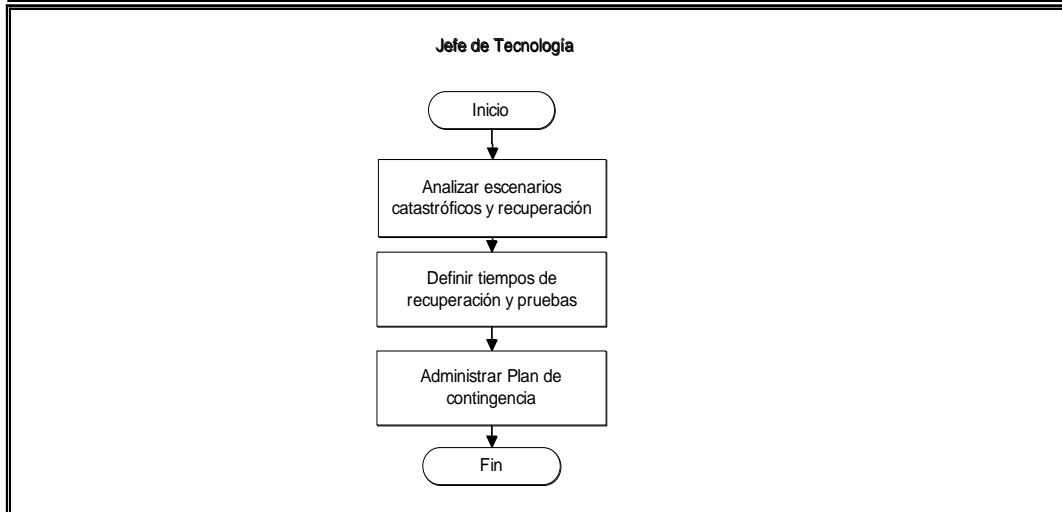 Jefe de Tecnología
Inicio
Analizar escenarios
catastróficos y recuperación
Definir tiempos de
recuperación y pruebas
Administrar Plan de
contingencia
Fin